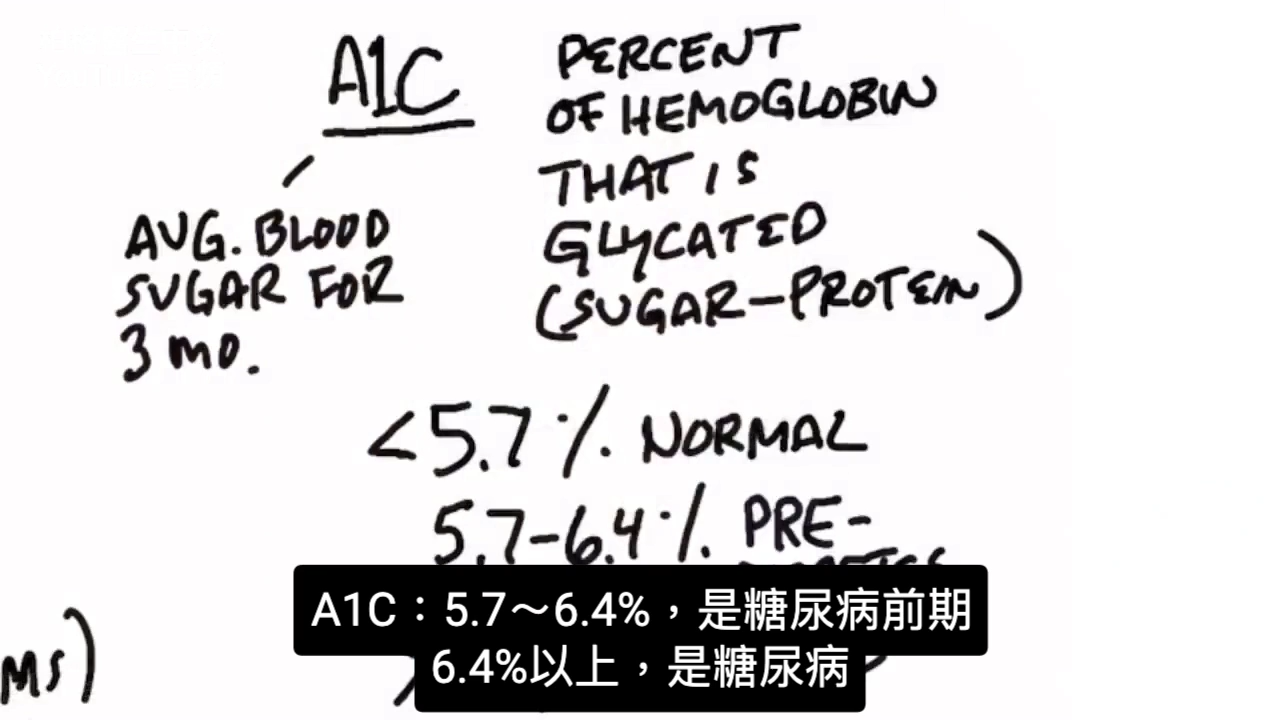 A1C
PERCENT
OF HEMOGLOBIN
THAT IS
GLYCATED
(SUGAR-PROTEIN)
AVG. BLOOD
SUGAR FOR
3 MO.
<5.7% NORMAL
5.7-6.4% PRE-
MS)
A1C：5.7～6.4%，是糖尿病前期
6.4%以上，是糖尿病